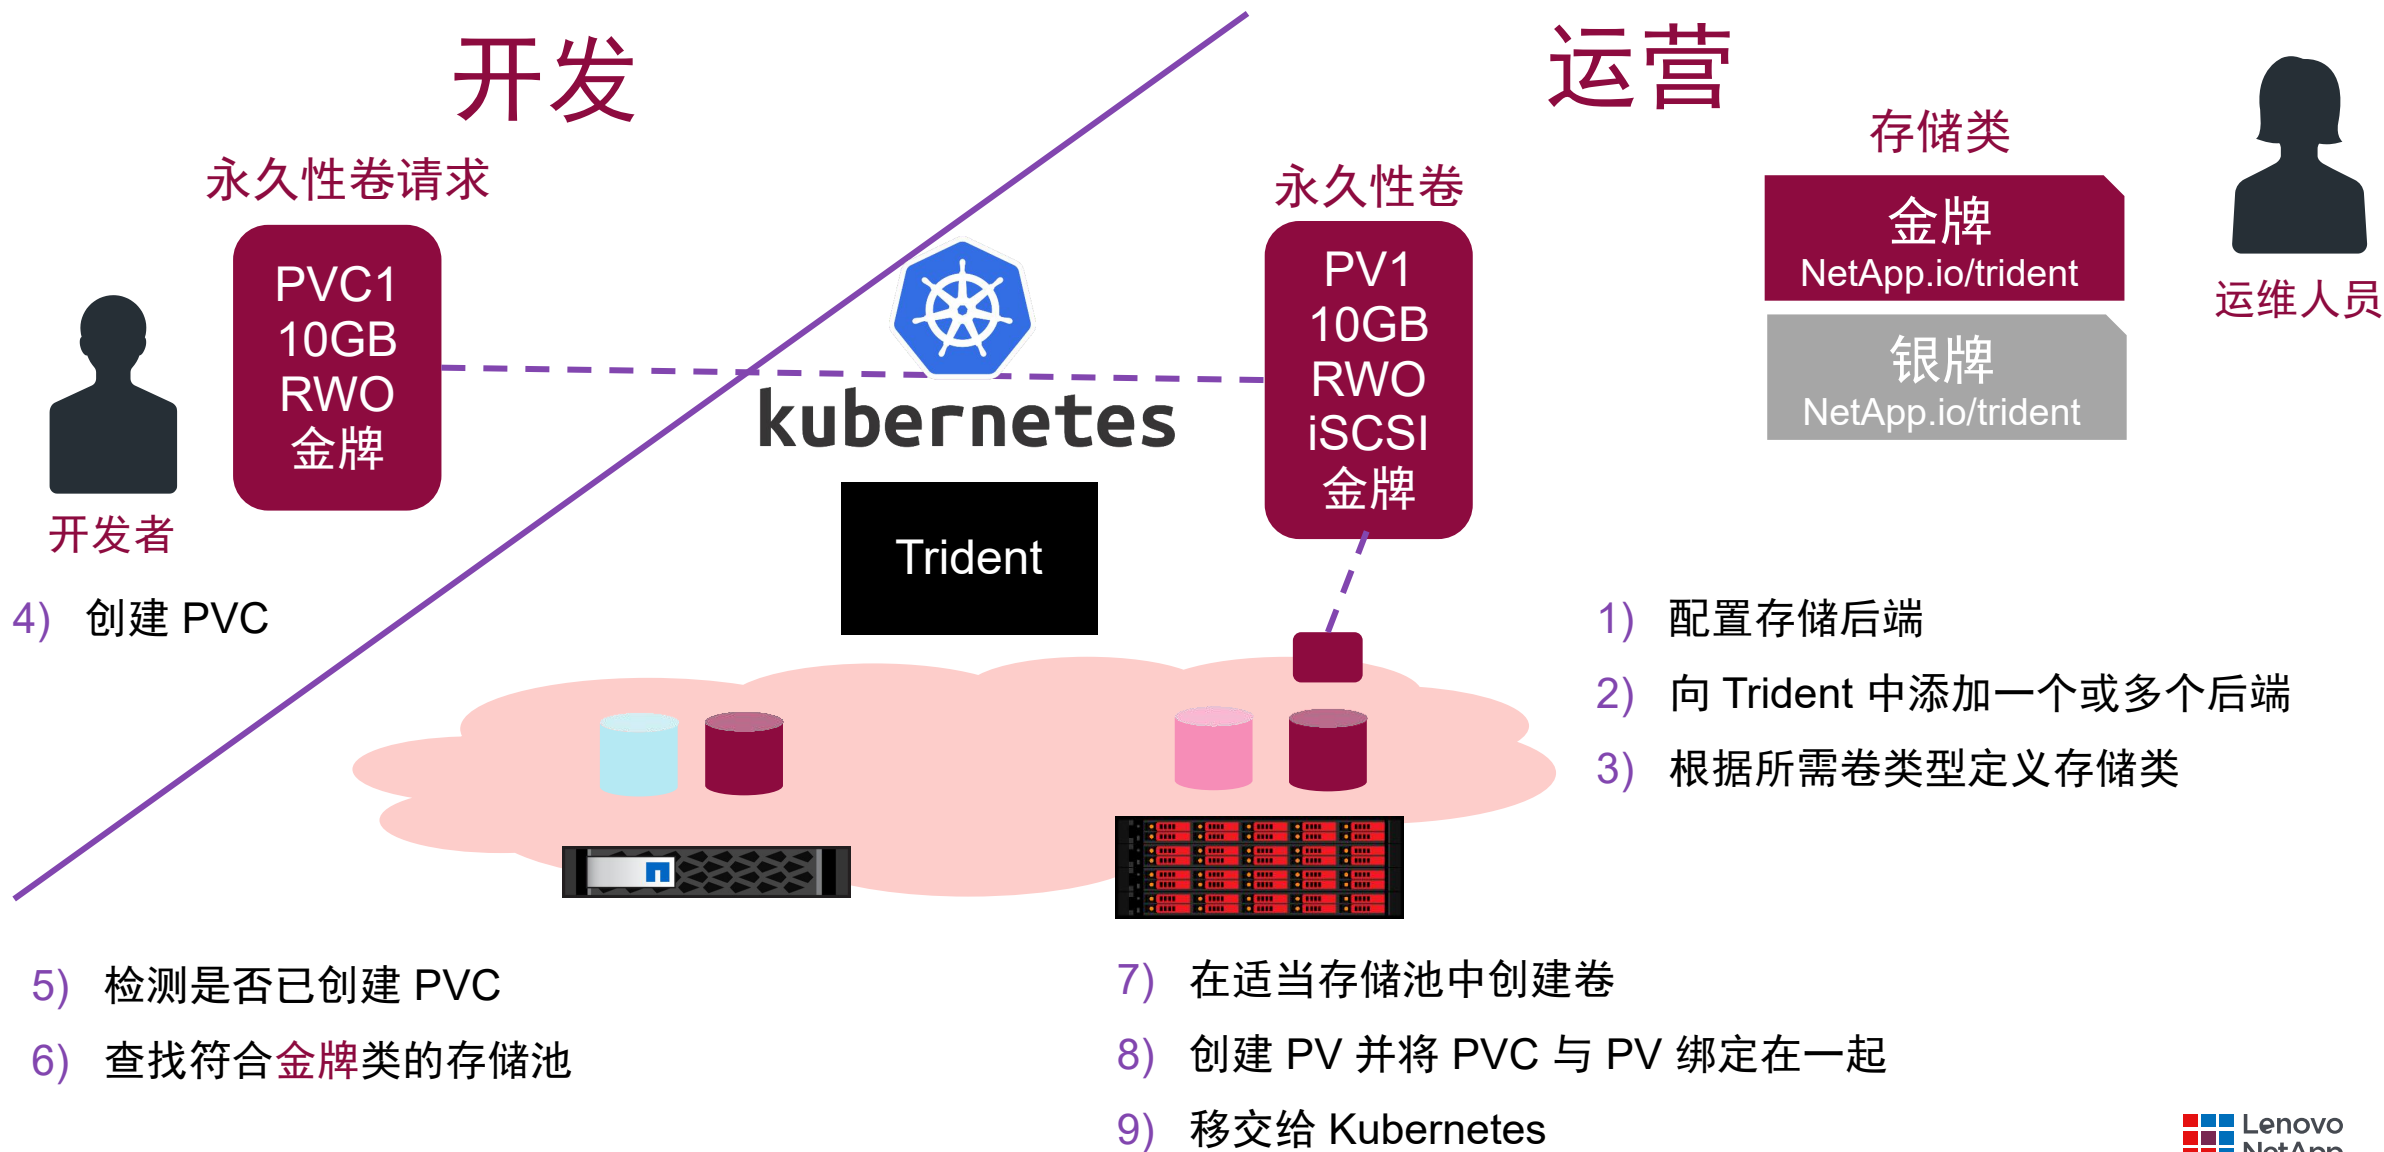 开发
运营
存储类
永久性卷请求
永久性卷
金牌
NetApp.io/trident
银牌
NetApp.io/trident
运维人员
PVC1
10GB
RWO
金牌
PV1
10GB
RWO
iSCSI
金牌
kubernetes
Trident
开发者
4) 创建 PVC
1) 配置存储后端
2) 向 Trident 中添加一个或多个后端
3) 根据所需卷类型定义存储类
5) 检测是否已创建 PVC
6) 查找符合金牌类的存储池
7) 在适当存储池中创建卷
8) 创建 PV 并将 PVC 与 PV 绑定在一起
9) 移交给 Kubernetes
Lenovo
NetApp